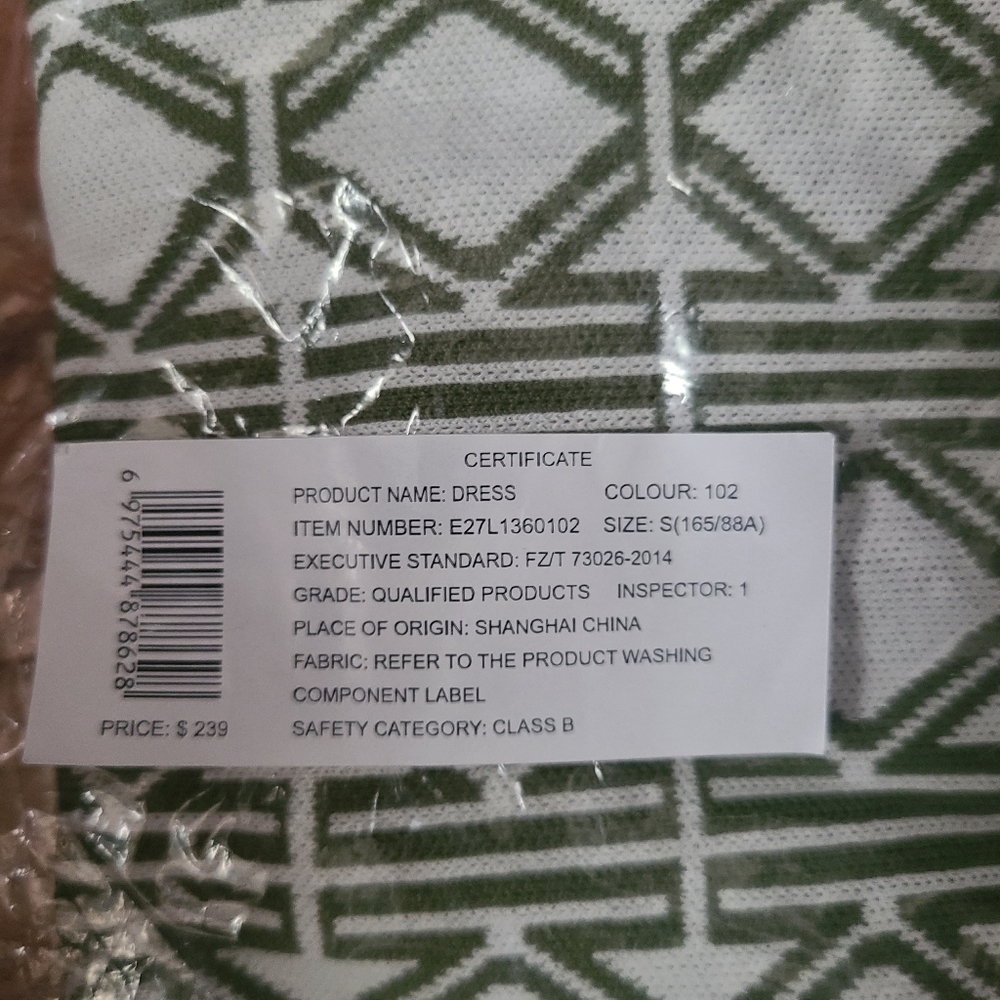 CERTIFICATE
PRODUCT NAME: DRESS COLOUR: 102
ITEM NUMBER: E27L1360102 SIZE: S(165/88A)
EXECUTIVE STANDARD: FZ/T 73026-2014
GRADE: QUALIFIED PRODUCTS INSPECTOR: 1
PLACE OF ORIGIN: SHANGHAI CHINA
FABRIC: REFER TO THE PRODUCT WASHING
COMPONENT LABEL
SAFETY CATEGORY: CLASS B
6 975444 878628
PRICE: $ 239